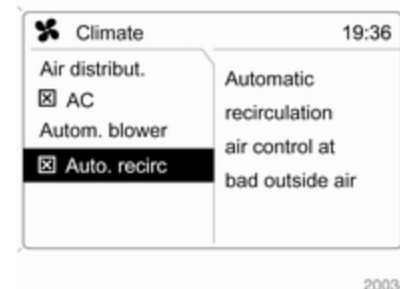 Climate 19:36
Air distribut.
AC
Autom. blower
Auto. recirc
Automatic
recirculation
air control at
bad outside air
2003